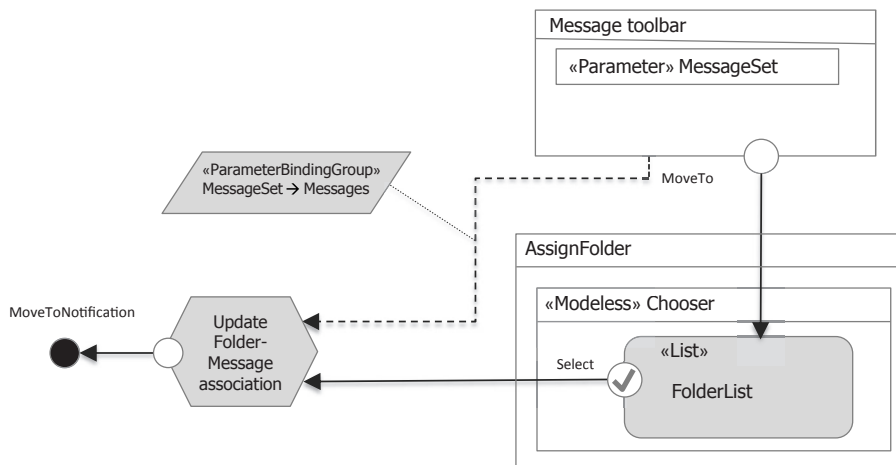 Message toolbar
«Parameter» MessageSet
«ParameterBindingGroup»
MessageSet → Messages
MoveTo
AssignFolder
«Modeless» Chooser
MoveToNotification
Update
Folder-
Message
association
Select
«List»
FolderList